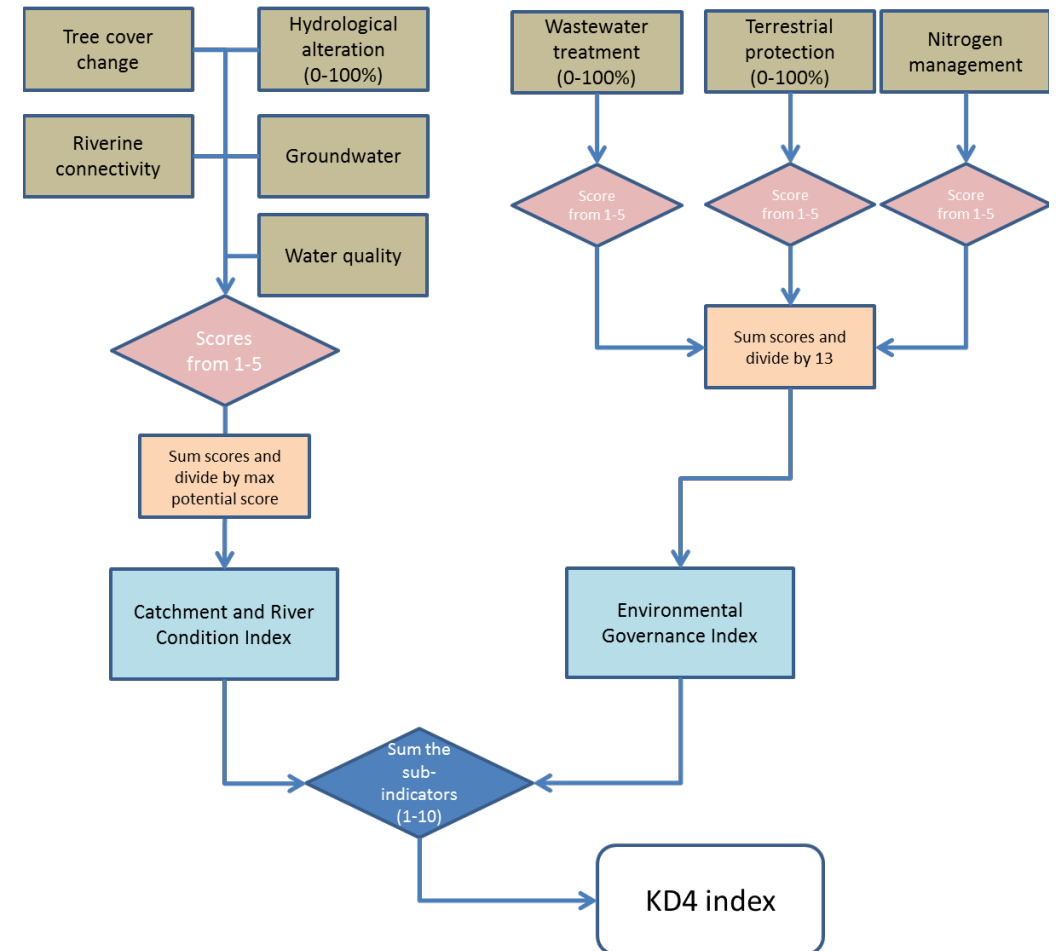 Tree cover
change
Hydrological
alteration
(0-100%)
Riverine
connectivity
Groundwater
Water quality
Scores
from 1-5
Sum scores and
divide by max
potential score
Catchment and River
Condition Index
Wastewater
treatment
(0-100%)
Terrestrial
protection
(0-100%)
Nitrogen
management
Score
from 1-5
Score
from 1-5
Score
from 1-5
Sum scores and
divide by 13
Environmental
Governance Index
Sum the
sub-
indicators
(1-10)
KD4 index